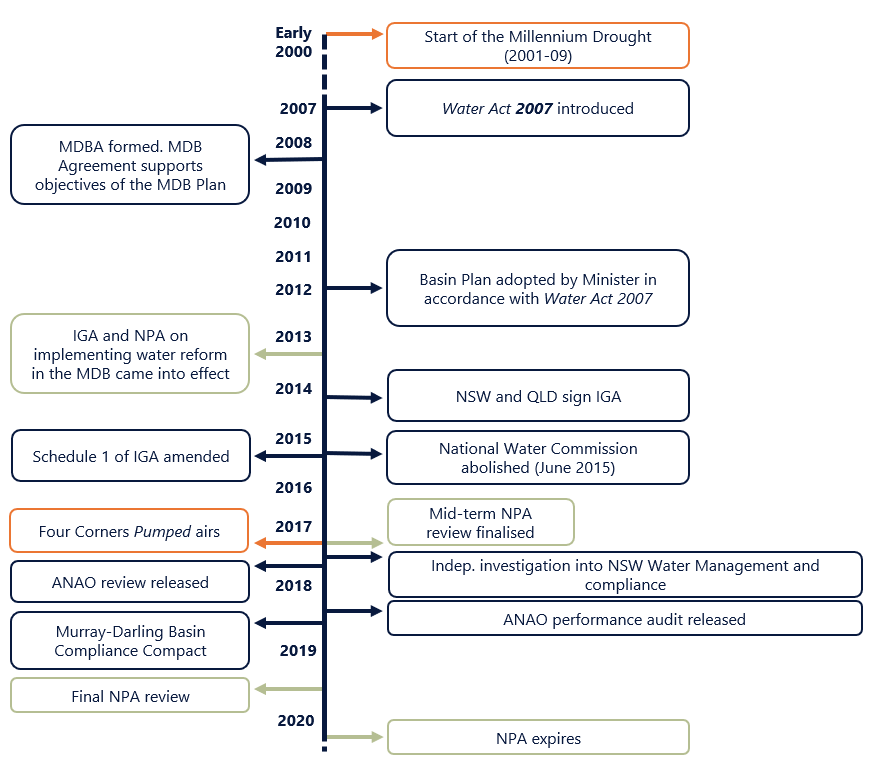 Early
2000
Start of the Millennium Drought
(2001-09)
2007
Water Act 2007 introduced
MDBA formed. MDB
Agreement supports
objectives of the MDB Plan
2008
2009
2010
2011
2012
Basin Plan adopted by Minister in
accordance with Water Act 2007
IGA and NPA on
implementing water reform
in the MDB came into effect
2013
2014
NSW and QLD sign IGA
Schedule 1 of IGA amended
2015
National Water Commission
abolished (June 2015)
2016
Four Corners Pumped airs
2017
Mid-term NPA
review finalised
Indep. investigation into NSW Water Management and
compliance
ANAO review released
2018
ANAO performance audit released
Murray-Darling Basin
Compliance Compact
2019
Final NPA review
2020
NPA expires